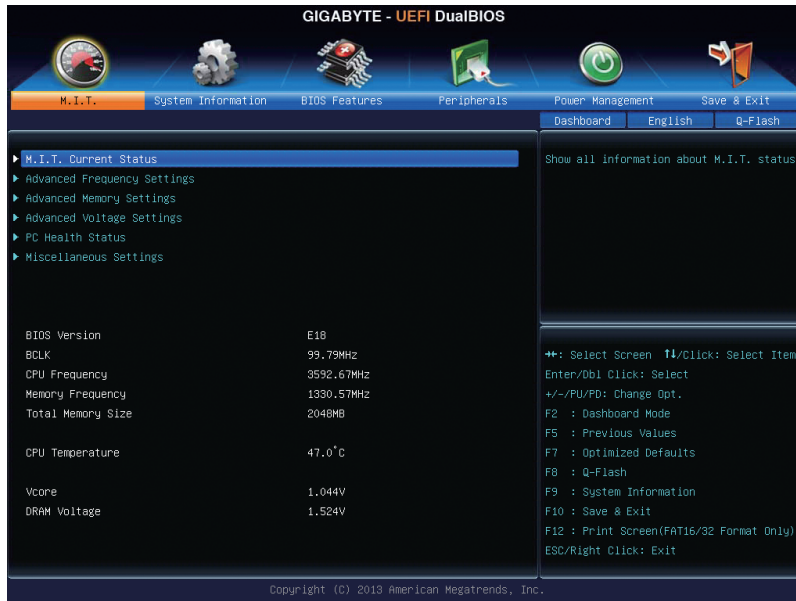 GIGABYTE - UEFI DualBIOS
M.I.T. System Information BIOS Features Peripherals Power Management Save & Exit
Dashboard English Q-Flash
M.I.T. Current Status
Advanced Frequency Settings
Advanced Memory Settings
Advanced Voltage Settings
PC Health Status
Miscellaneous Settings
BIOS Version E18
BCLK 99.79MHz
CPU Frequency 3592.67MHz
Memory Frequency 1330.57MHz
Total Memory Size 2048MB
CPU Temperature 47.0°C
Vcore 1.044V
DRAM Voltage 1.524V
Show all information about M.I.T. status
→←: Select Screen ↑↓/Click: Select Item
Enter/Dbl Click: Select
+/-/PU/PD: Change Opt.
F2 : Dashboard Mode
F5 : Previous Values
F7 : Optimized Defaults
F8 : Q-Flash
F9 : System Information
F10 : Save & Exit
F12 : Print Screen(FAT16/32 Format Only)
ESC/Right Click: Exit
Copyright (C) 2013 American Megatrends, Inc.